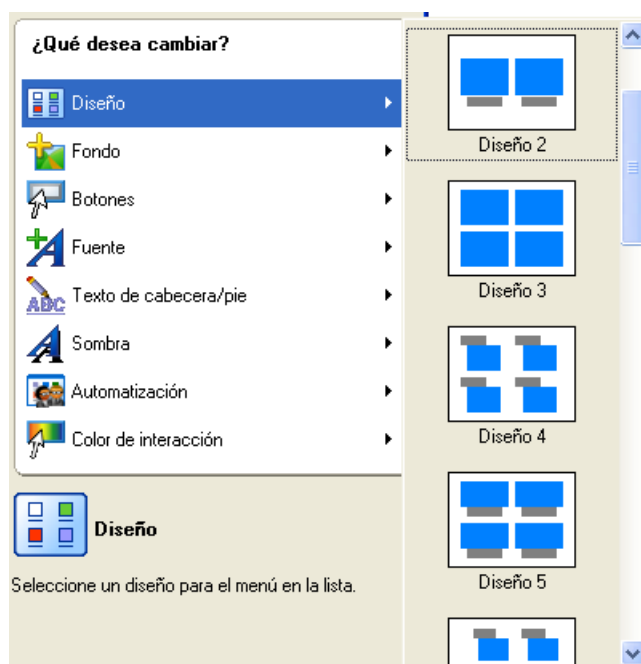 ¿Qué desea cambiar?
Diseño
Fondo
Botones
Fuente
ABC Texto de cabecera/pie
Sombra
Automatización
Color de interacción
Diseño
Seleccione un diseño para el menú en la lista.
Diseño 2
Diseño 3
Diseño 4
Diseño 5